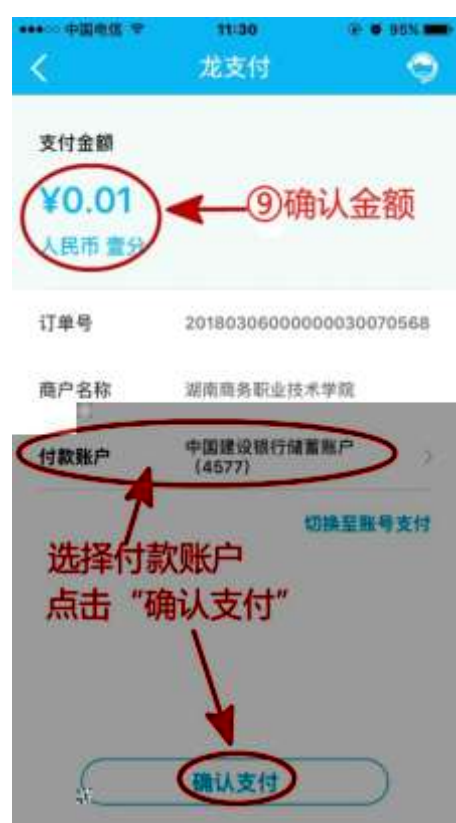 中国电信 11:30 95%
龙支付
支付金额
¥0.01
⑨确认金额
人民币 壹分
订单号 20180306000000030070568
商户名称 湖南商务职业技术学院
付款账户 中国建设银行储蓄账户
(4577)
切换至账号支付
选择付款账户
点击“确认支付”
确认支付